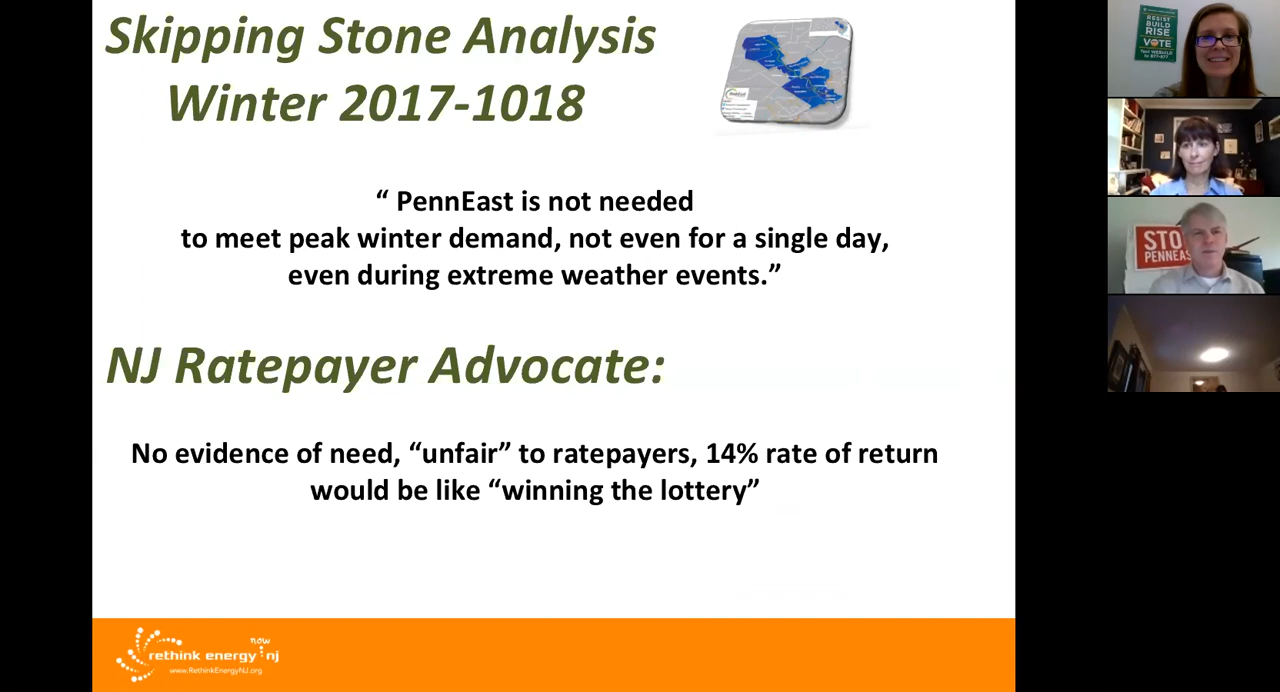 Skipping Stone Analysis
Winter 2017-1018
“ PennEast is not needed
to meet peak winter demand, not even for a single day,
even during extreme weather events.”
NJ Ratepayer Advocate:
No evidence of need, “unfair” to ratepayers, 14% rate of return
would be like “winning the lottery”
now
rethink energy nj
www.RethinkEnergyNJ.org
RESIST
BUILD
RISE
VOTE
STO
PENNEAS